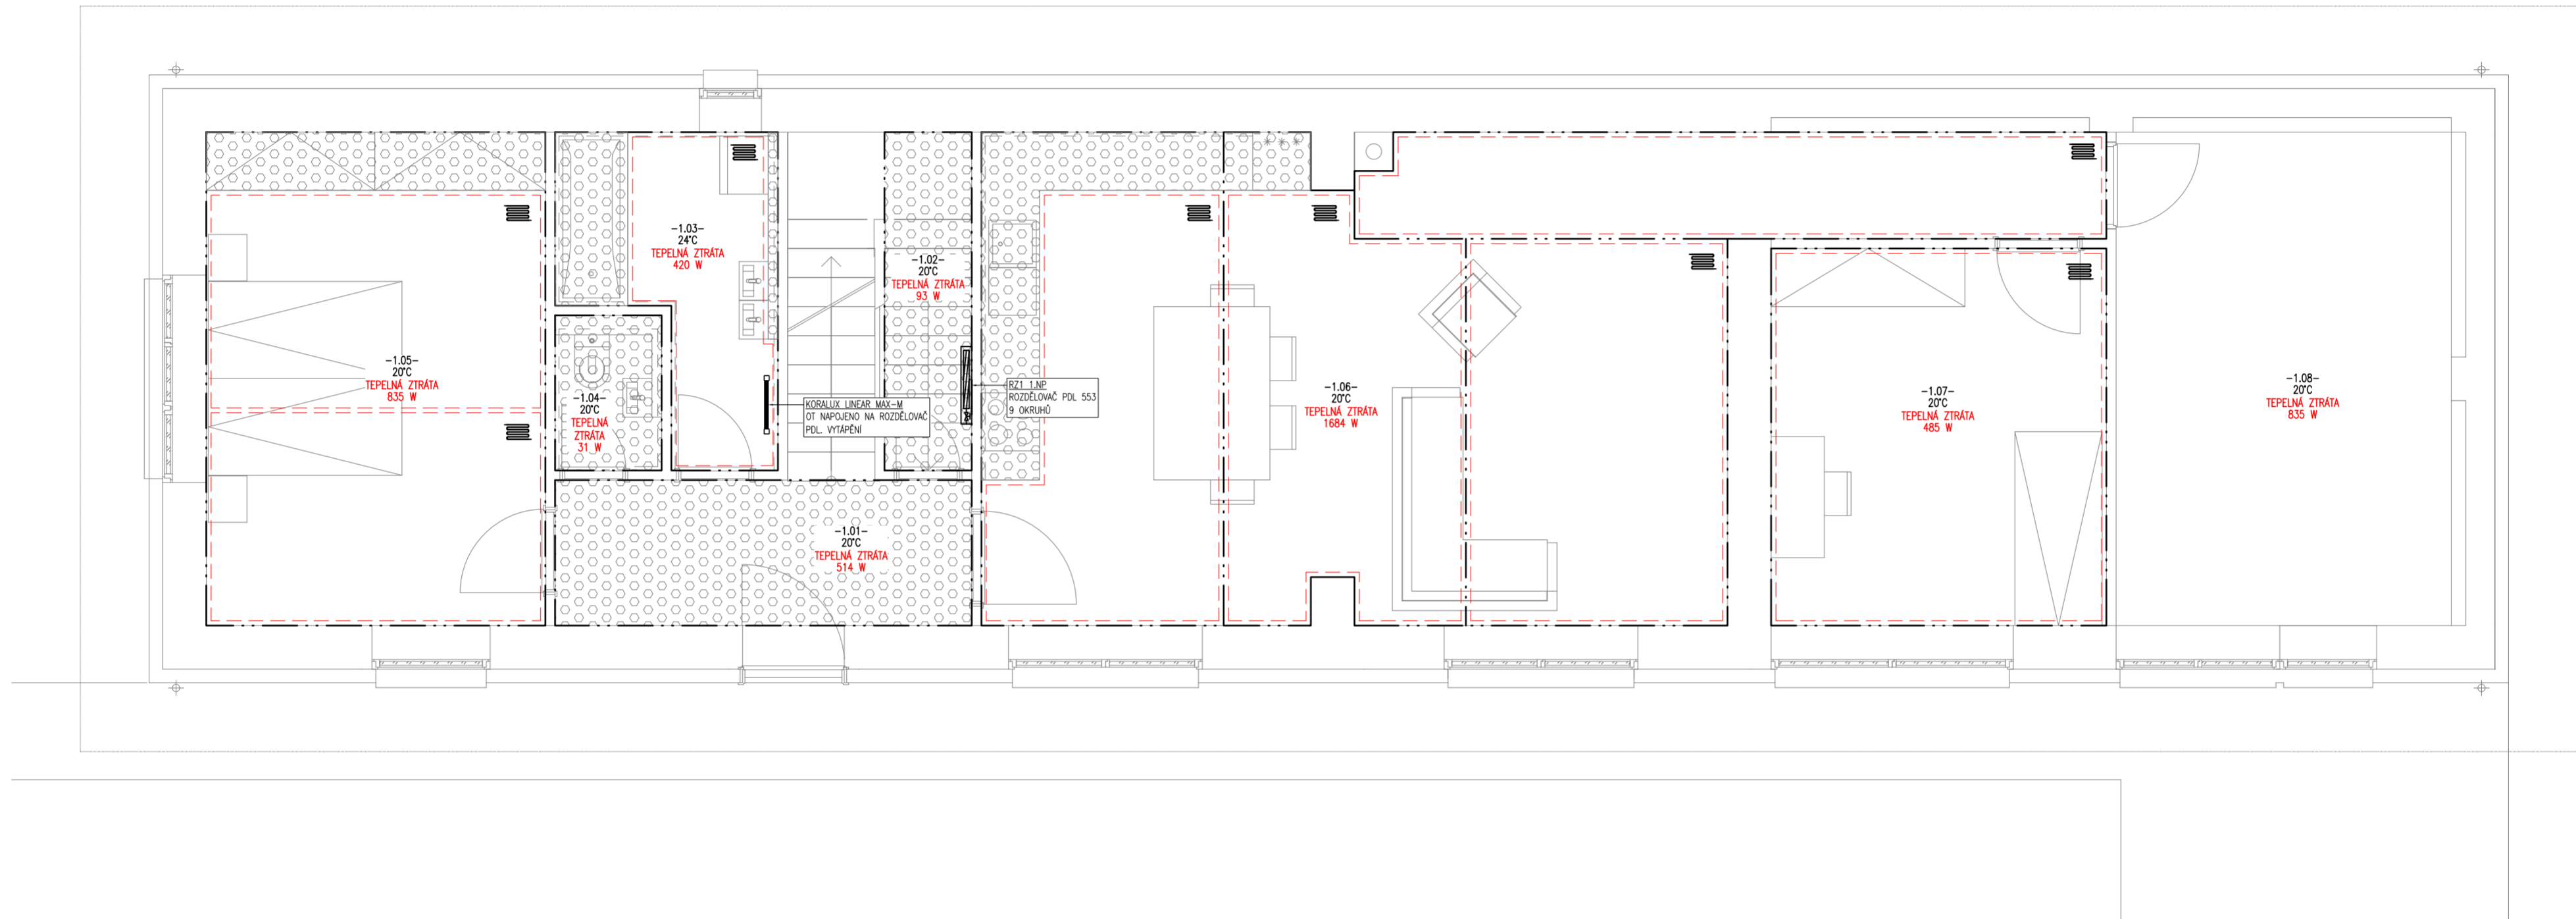 -1.05-
20°C
TEPELNÁ ZTRÁTA
835 W
-1.03-
24°C
TEPELNÁ ZTRÁTA
420 W
-1.04-
20°C
TEPELNÁ
ZTRÁTA
31 W
KORALUX LINEAR MAX-M
OT NAPOJENO NA ROZDĚLOVAČ
PDL. VYTÁPĚNÍ
-1.02-
20°C
TEPELNÁ ZTRÁTA
93 W
RZ1 1.NP
ROZDĚLOVAČ PDL 553
9 OKRUHŮ
-1.01-
20°C
TEPELNÁ ZTRÁTA
514 W
-1.06-
20°C
TEPELNÁ ZTRÁTA
1684 W
-1.07-
20°C
TEPELNÁ ZTRÁTA
485 W
-1.08-
20°C
TEPELNÁ ZTRÁTA
835 W